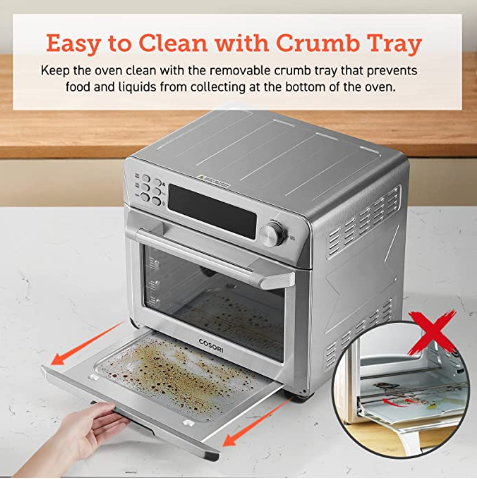 Easy to Clean with Crumb Tray
Keep the oven clean with the removable crumb tray that prevents
food and liquids from collecting at the bottom of the oven.
COSORI